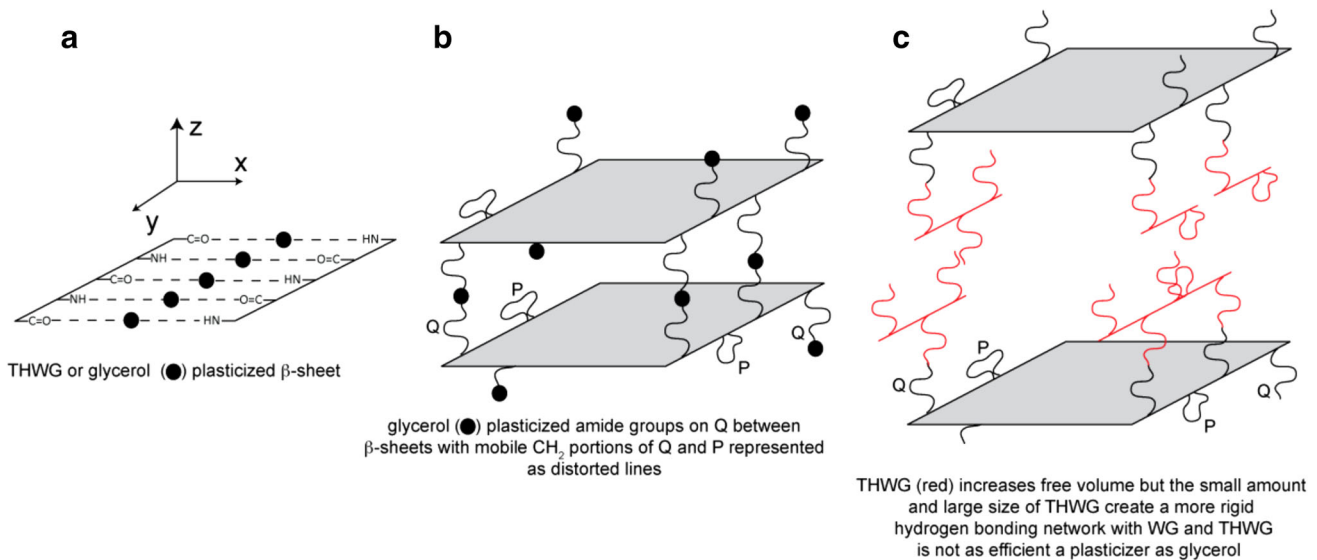 a
z
x
y
C=O HN
NH O=C
C=O HN
NH O=C
C=O HN
THWG or glycerol (●) plasticized β-sheet
b
P
Q
Q
P
glycerol (●) plasticized amide groups on Q between
β-sheets with mobile CH₂ portions of Q and P represented
as distorted lines
c
P
Q
Q
P
THWG (red) increases free volume but the small amount
and large size of THWG create a more rigid
hydrogen bonding network with WG and THWG
is not as efficient a plasticizer as glycerol